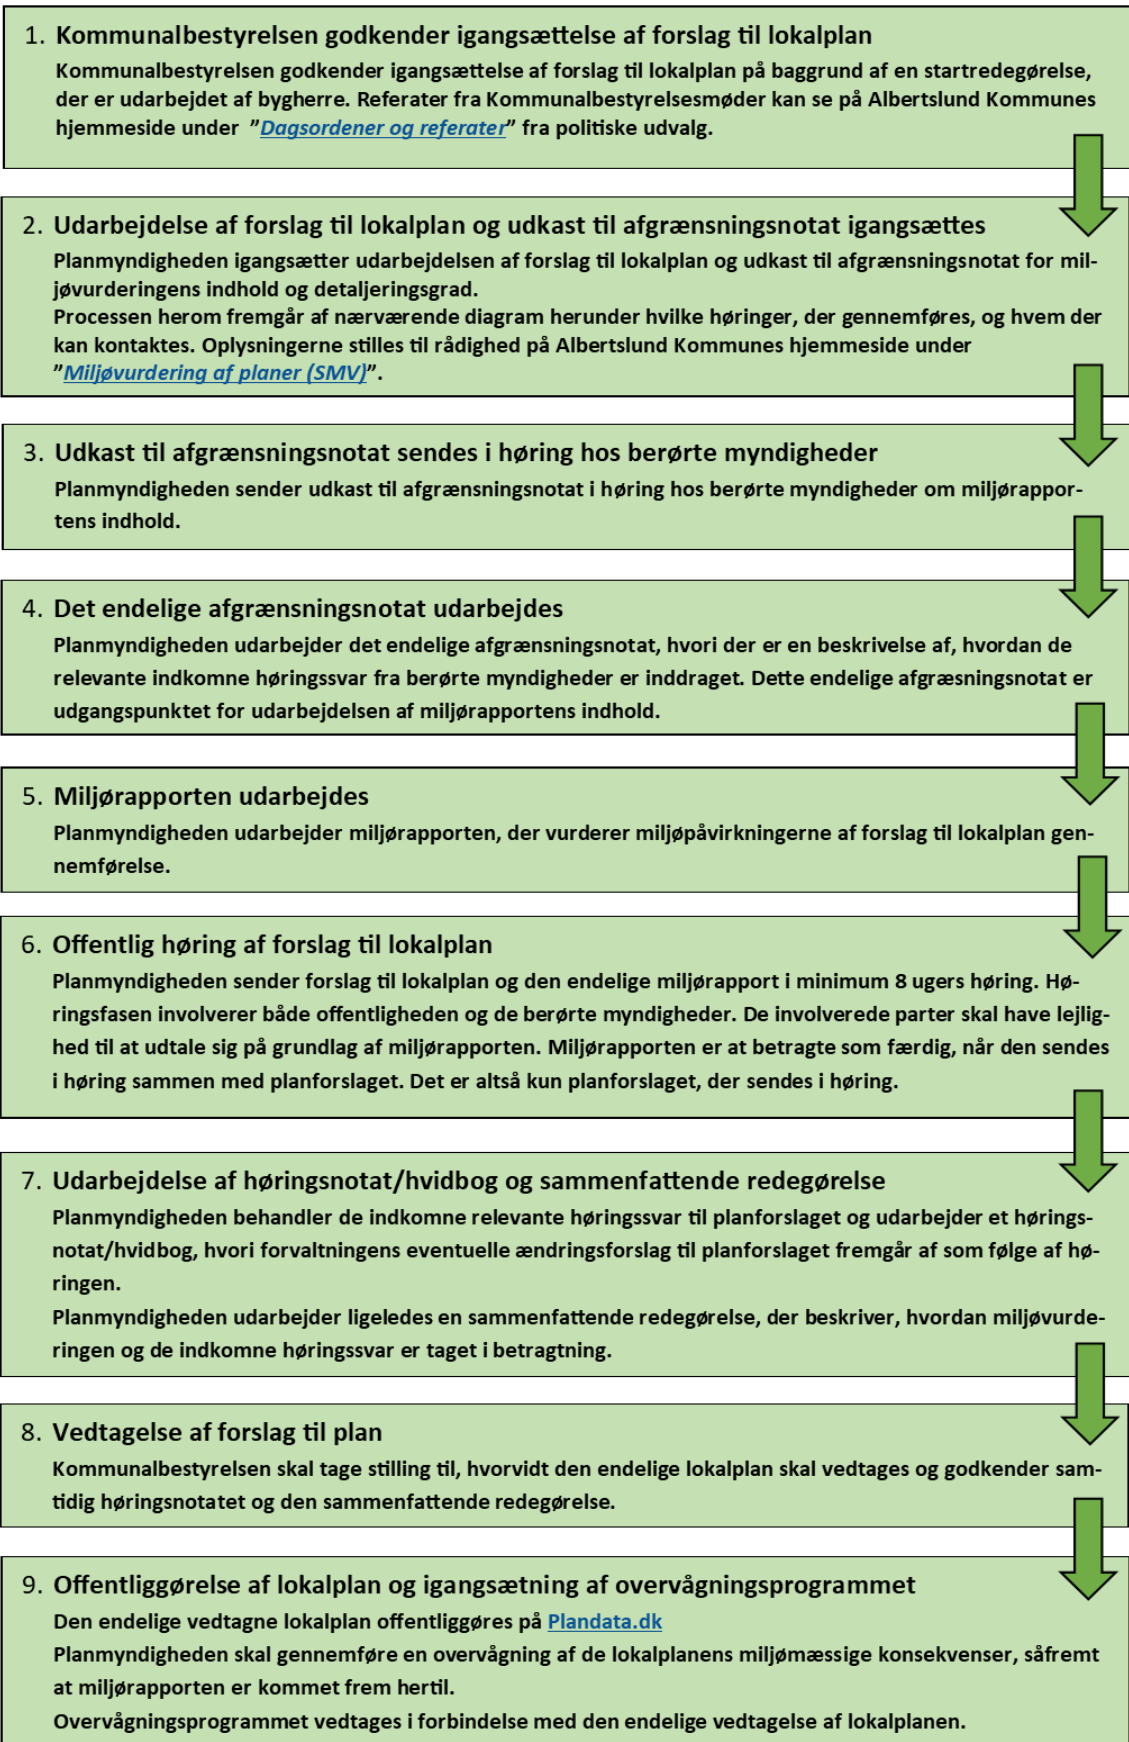 1. Kommunalbestyrelsen godkender igangsættelse af forslag til lokalplan
Kommunalbestyrelsen godkender igangsættelse af forslag til lokalplan på baggrund af en startredegørelse,
der er udarbejdet af bygherre. Referater fra Kommunalbestyrelsesmøder kan se på Albertslund Kommunes
hjemmeside under "Dagsordener og referater" fra politiske udvalg.
2. Udarbejdelse af forslag til lokalplan og udkast til afgrænsningsnotat igangsættes
Planmyndigheden igangsætter udarbejdelsen af forslag til lokalplan og udkast til afgrænsningsnotat for mil-
jøvurderingens indhold og detaljeringsgrad.
Processen herom fremgår af nærværende diagram herunder hvilke høringer, der gennemføres, og hvem der
kan kontaktes. Oplysningerne stilles til rådighed på Albertslund Kommunes hjemmeside under
"Miljøvurdering af planer (SMV)".
3. Udkast til afgrænsningsnotat sendes i høring hos berørte myndigheder
Planmyndigheden sender udkast til afgrænsningsnotat i høring hos berørte myndigheder om miljørappor-
tens indhold.
4. Det endelige afgrænsningsnotat udarbejdes
Planmyndigheden udarbejder det endelige afgrænsningsnotat, hvori der er en beskrivelse af, hvordan de
relevante indkomne høringssvar fra berørte myndigheder er inddraget. Dette endelige afgræsningsnotat er
udgangspunktet for udarbejdelsen af miljørapportens indhold.
5. Miljørapporten udarbejdes
Planmyndigheden udarbejder miljørapporten, der vurderer miljøpåvirkningerne af forslag til lokalplan gen-
nemførelse.
6. Offentlig høring af forslag til lokalplan
Planmyndigheden sender forslag til lokalplan og den endelige miljørapport i minimum 8 ugers høring. Hø-
ringsfasen involverer både offentligheden og de berørte myndigheder. De involverede parter skal have lejlig-
hed til at udtale sig på grundlag af miljørapporten. Miljørapporten er at betragte som færdig, når den sendes
i høring sammen med planforslaget. Det er altså kun planforslaget, der sendes i høring.
7. Udarbejdelse af høringsnotat/hvidbog og sammenfattende redegørelse
Planmyndigheden behandler de indkomne relevante høringssvar til planforslaget og udarbejder et hørings-
notat/hvidbog, hvori forvaltningens eventuelle ændringsforslag til planforslaget fremgår af som følge af hø-
ringen.
Planmyndigheden udarbejder ligeledes en sammenfattende redegørelse, der beskriver, hvordan miljøvurde-
ringen og de indkomne høringssvar er taget i betragtning.
8. Vedtagelse af forslag til plan
Kommunalbestyrelsen skal tage stilling til, hvorvidt den endelige lokalplan skal vedtages og godkender sam-
tidig høringsnotatet og den sammenfattende redegørelse.
9. Offentliggørelse af lokalplan og igangsætning af overvågningsprogrammet
Den endelige vedtagne lokalplan offentliggøres på Plandata.dk
Planmyndigheden skal gennemføre en overvågning af de lokalplanens miljømæssige konsekvenser, såfremt
at miljørapporten er kommet frem hertil.
Overvågningsprogrammet vedtages i forbindelse med den endelige vedtagelse af lokalplanen.